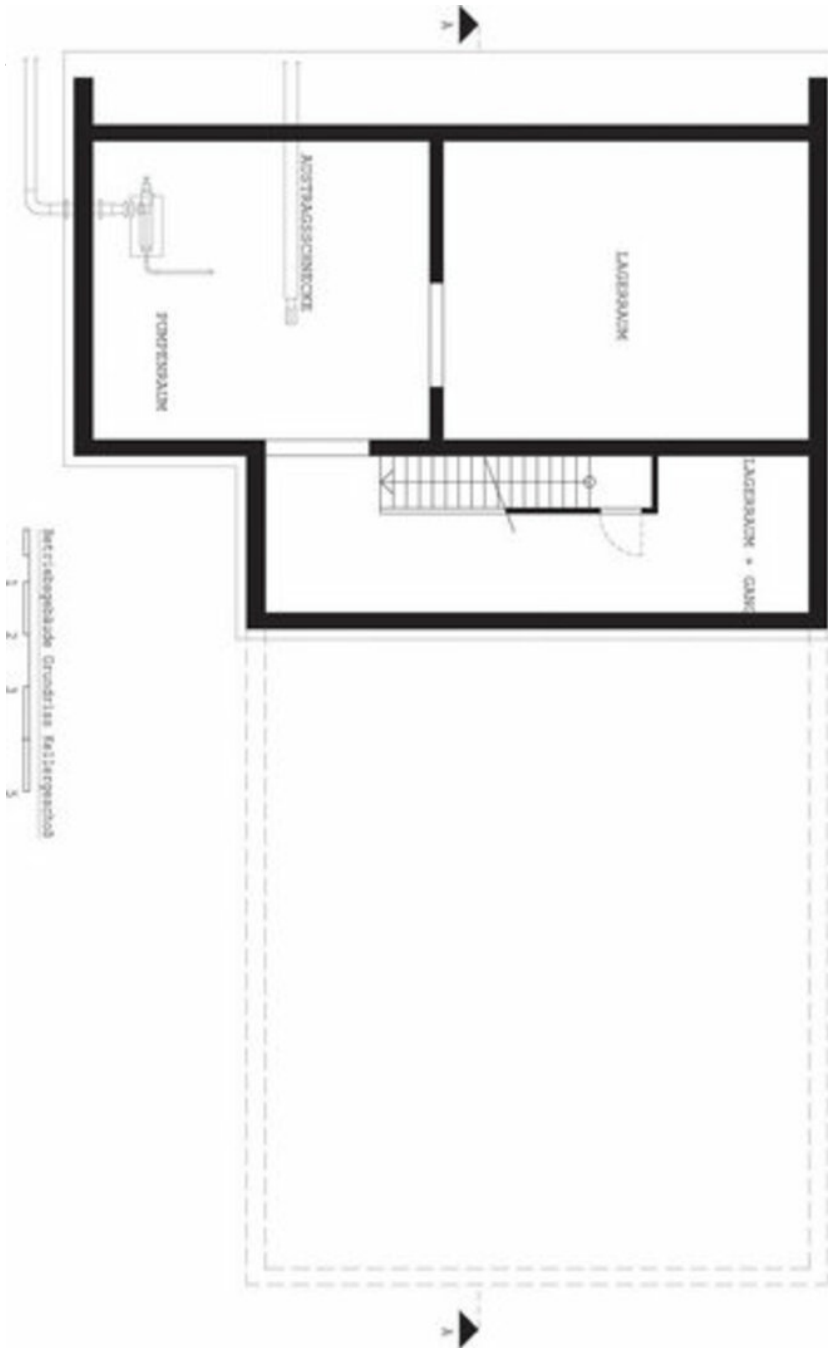 A
AUSTRAGSSCHNECKE
LAGERRAUM
PUMPENRAUM
LAGERRAUM + GANG
Betriebsgebäude Grundriss Kellergeschoß
1
2
3
5
A